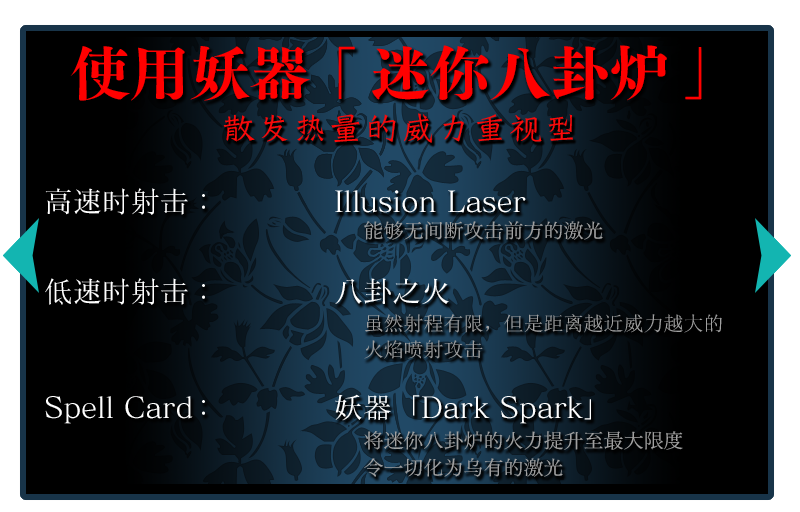 使用妖器「迷你八卦炉」
散发热量的威力重视型
高速时射击： Illusion Laser
能够无间断攻击前方的激光
低速时射击： 八卦之火
虽然射程有限，但是距离越近威力越大的
火焰喷射攻击
Spell Card： 妖器「Dark Spark」
将迷你八卦炉的火力提升至最大限度
令一切化为乌有的激光